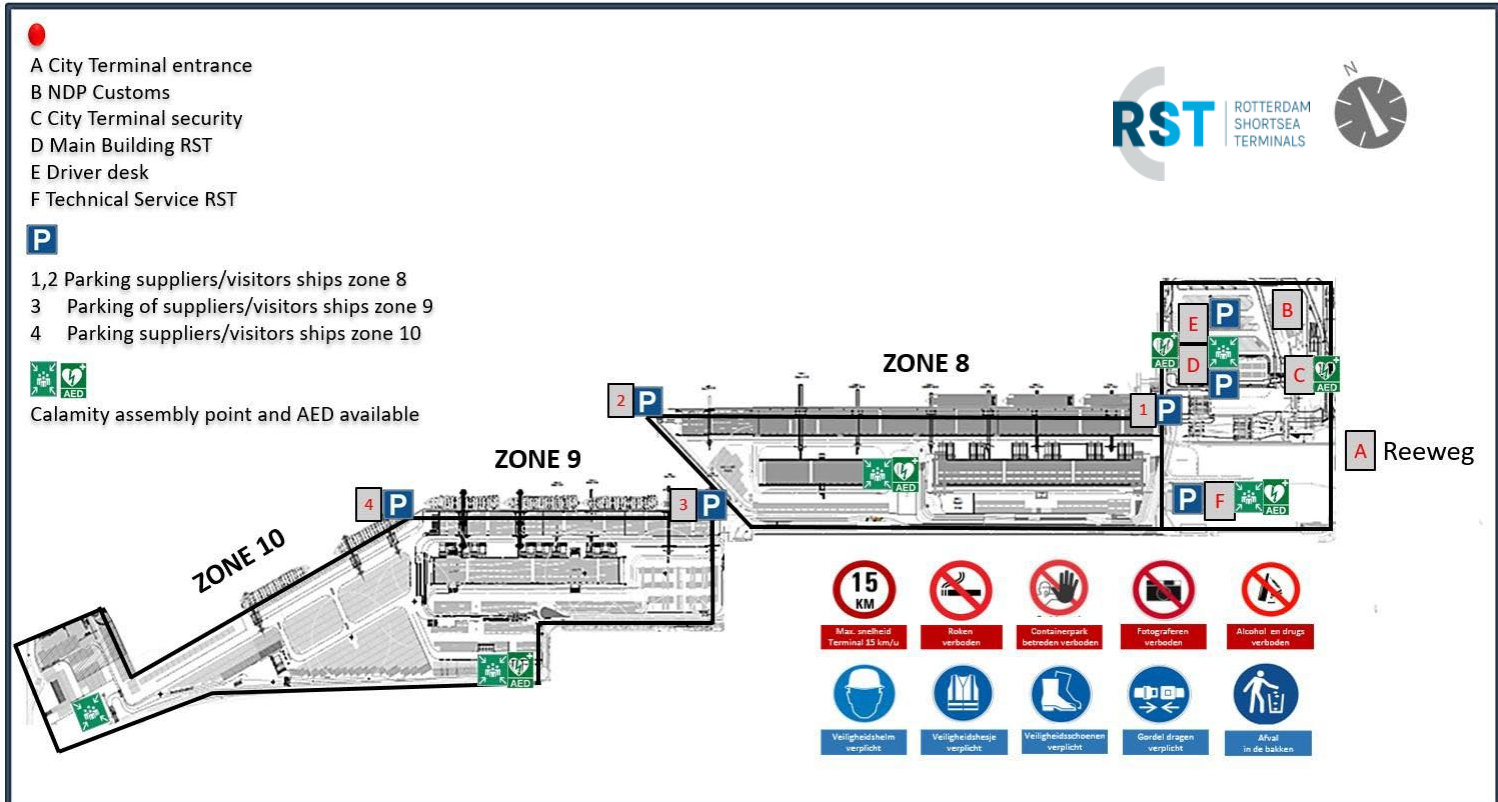 A City Terminal entrance
B NDP Customs
C City Terminal security
D Main Building RST
E Driver desk
F Technical Service RST
P
1,2 Parking suppliers/visitors ships zone 8
3 Parking of suppliers/visitors ships zone 9
4 Parking suppliers/visitors ships zone 10
AED
Calamity assembly point and AED available
RST
ROTTERDAM
SHORTSEA
TERMINALS
N
E
P
B
AED
D
P
C
AED
ZONE 8
2 P
1 P
A Reeweg
AED
P F AED
ZONE 9
4 P
3 P
ZONE 10
AED
15
KM
Max. snelheid
Terminal 15 km/u
Roken
verboden
Containerpark
betreden verboden
Fotograferen
verboden
Alcohol en drugs
verboden
Veiligheidshelm
verplicht
Veiligheidshesje
verplicht
Veiligheidsschoenen
verplicht
Gordel dragen
verplicht
Afval
in de bakken